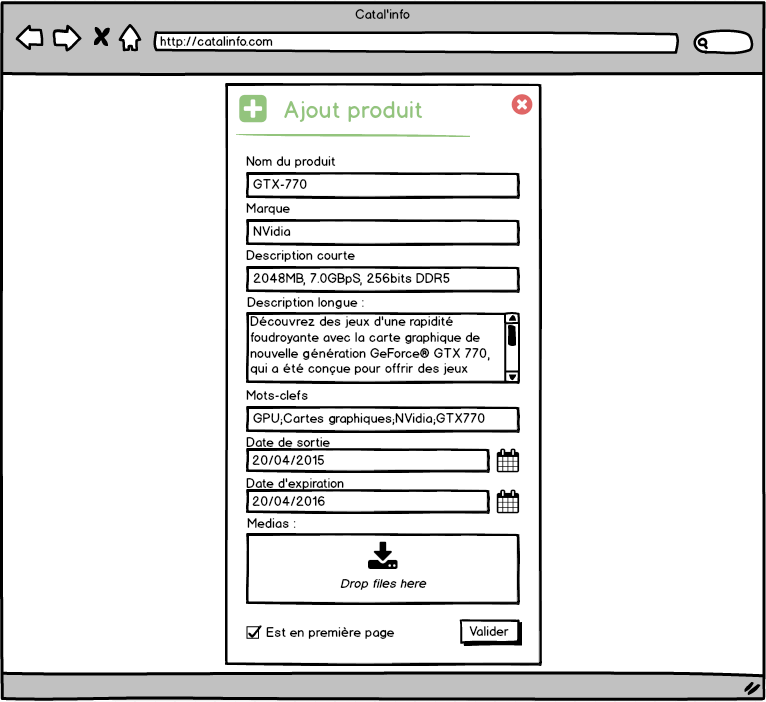 Catal'info
http://catalinfo.com
Ajout produit
Nom du produit
GTX-770
Marque
NVidia
Description courte
2048MB, 7.0GBpS, 256bits DDR5
Description longue :
Découvrez des jeux d'une rapidité
foudroyante avec la carte graphique de
nouvelle génération GeForce® GTX 770,
qui a été conçue pour offrir des jeux
Mots-clefs
GPU;Cartes graphiques;NVidia;GTX770
Date de sortie
20/04/2015
Date d'expiration
20/04/2016
Medias :
Drop files here
Est en première page
Valider